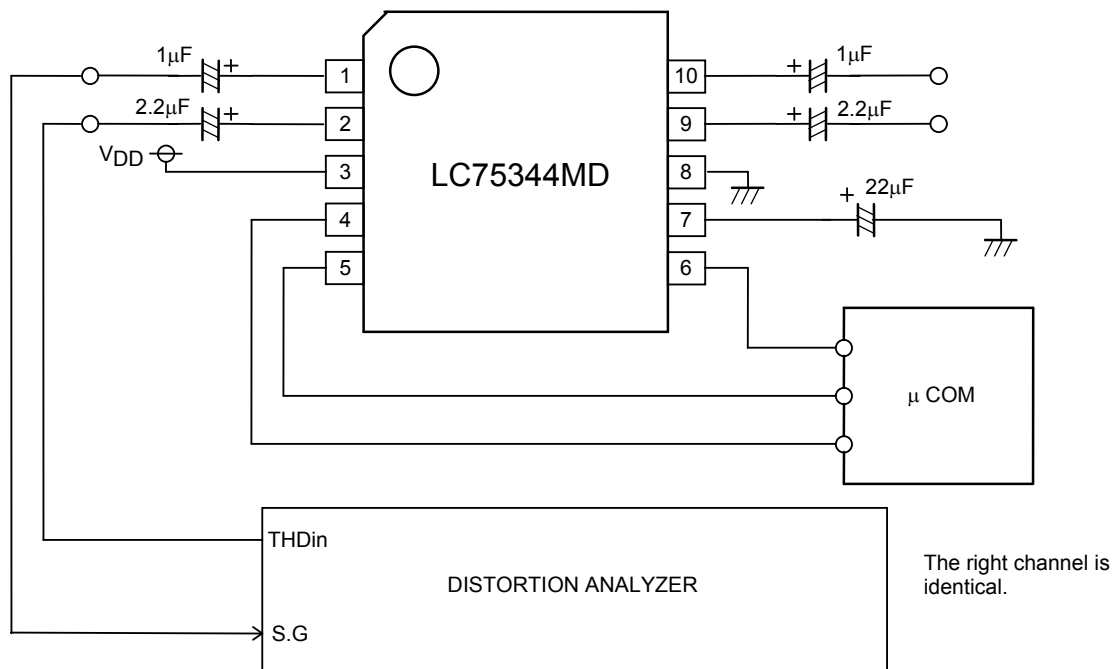 1μF
1μF
1
10
2.2μF
2.2μF
2
9
VDD
3
LC75344MD
8
22μF
4
7
5
6
μ COM
THDin
DISTORTION ANALYZER
The right channel is
identical.
S.G
+
+
+
+
+